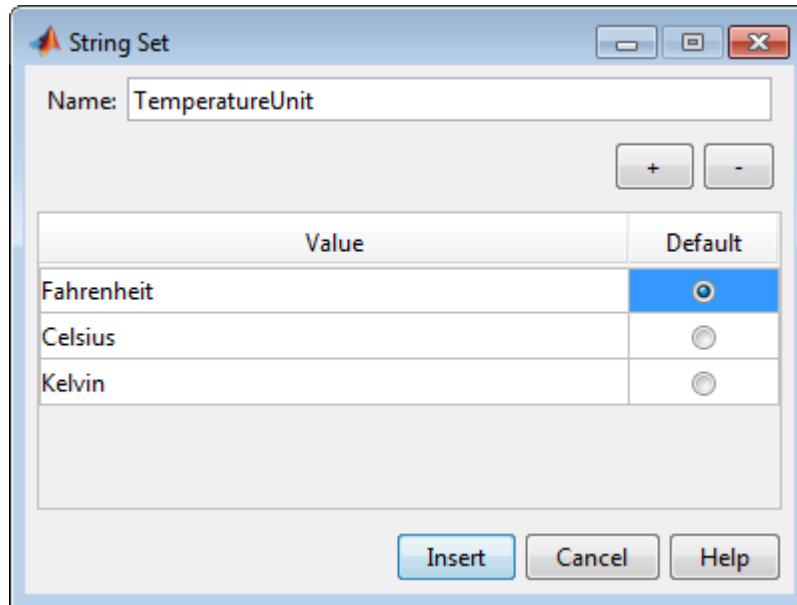 String Set
Name: TemperatureUnit
+ -
Value Default
Fahrenheit
Celsius
Kelvin
Insert Cancel Help